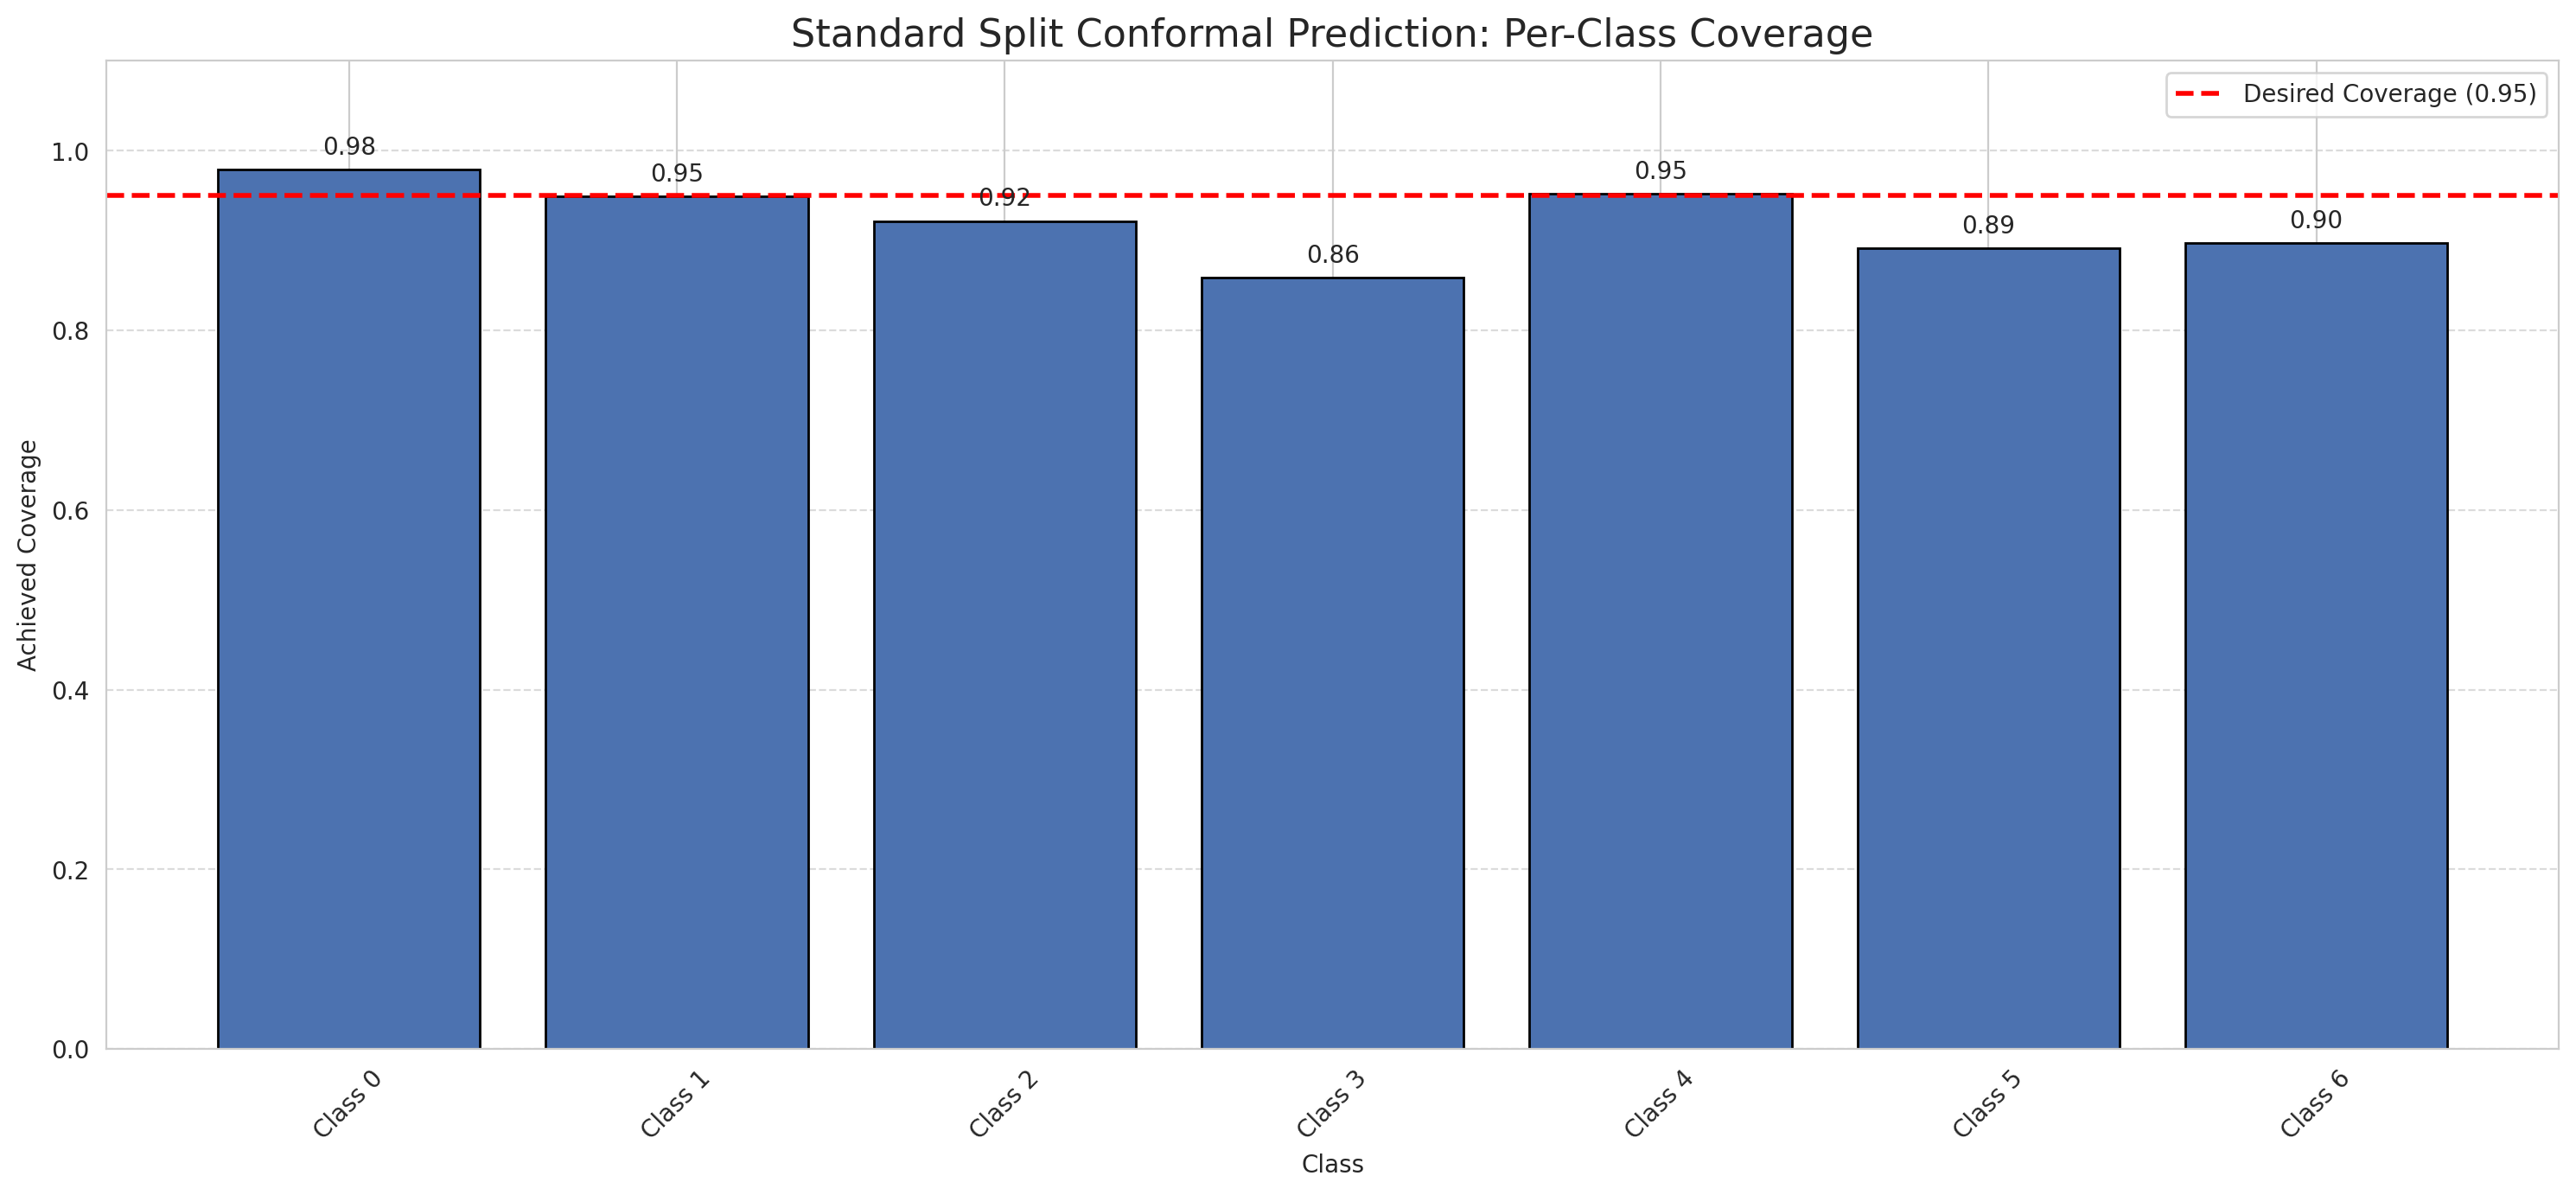 Standard Split Conformal Prediction: Per-Class Coverage
Desired Coverage (0.95)
Achieved Coverage
1.0
0.8
0.6
0.4
0.2
0.0
0.98
0.95
0.92
0.86
0.95
0.89
0.90
Class 0
Class 1
Class 2
Class 3
Class 4
Class 5
Class 6
Class